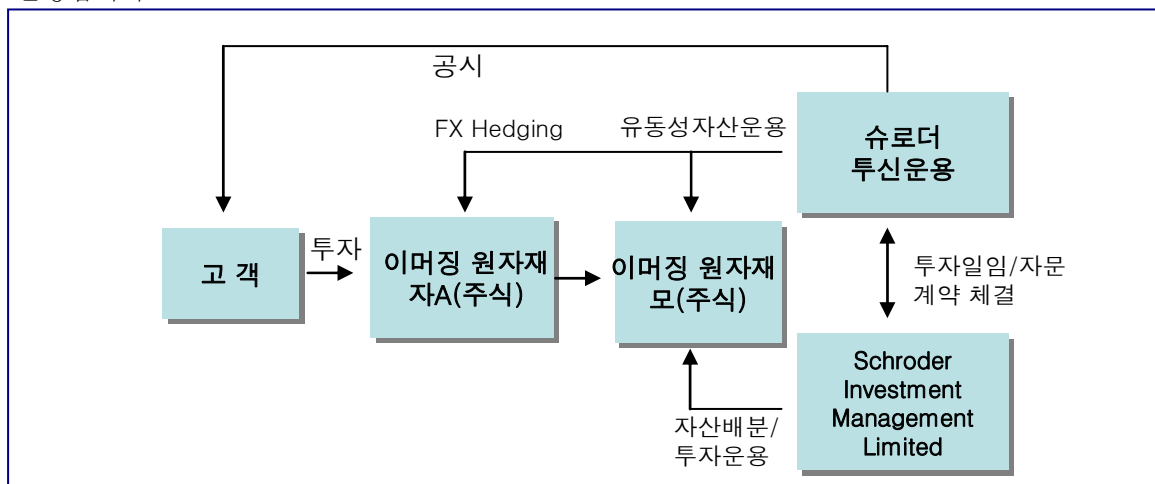 공시
FX Hedging
유동성자산운용
슈로더
투신운용
고 객
투자
이머징 원자재
자A(주식)
이머징 원자재
모(주식)
투자일임/자문
계약 체결
자산배분/
투자운용
Schroder
Investment
Management
Limited